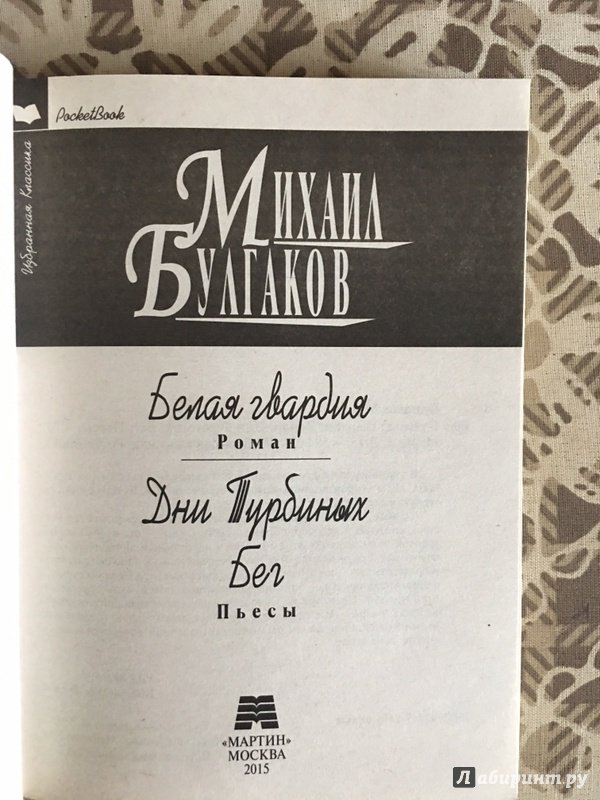 PocketBook
Избранная Классика
Михаил
Булгаков
Белая гвардия
Роман
Дни Турбиных
Бег
Пьесы
«МАРТИН»
МОСКВА
2015
Лабиринт.ру